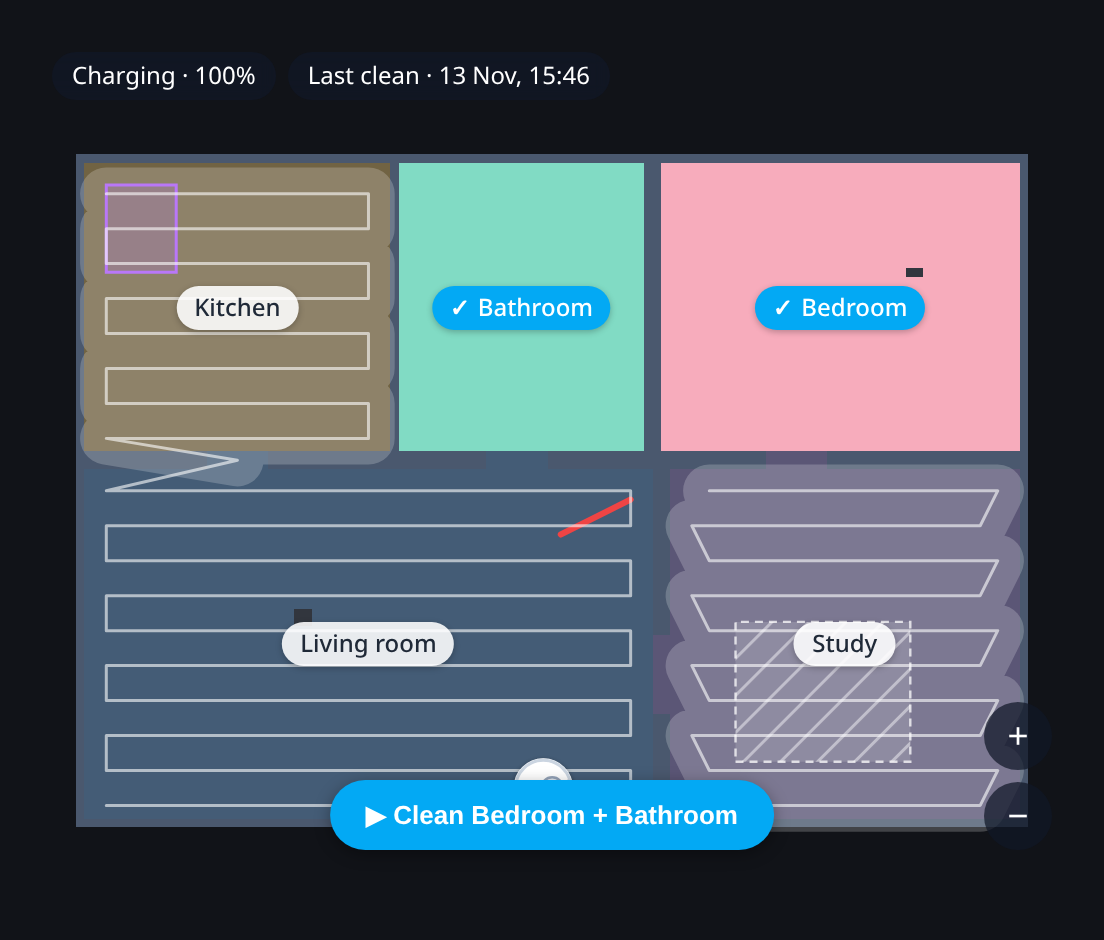 Charging · 100%
Last clean · 13 Nov, 15:46
Kitchen
✓ Bathroom
✓ Bedroom
Living room
Study
+
▶ Clean Bedroom + Bathroom
−